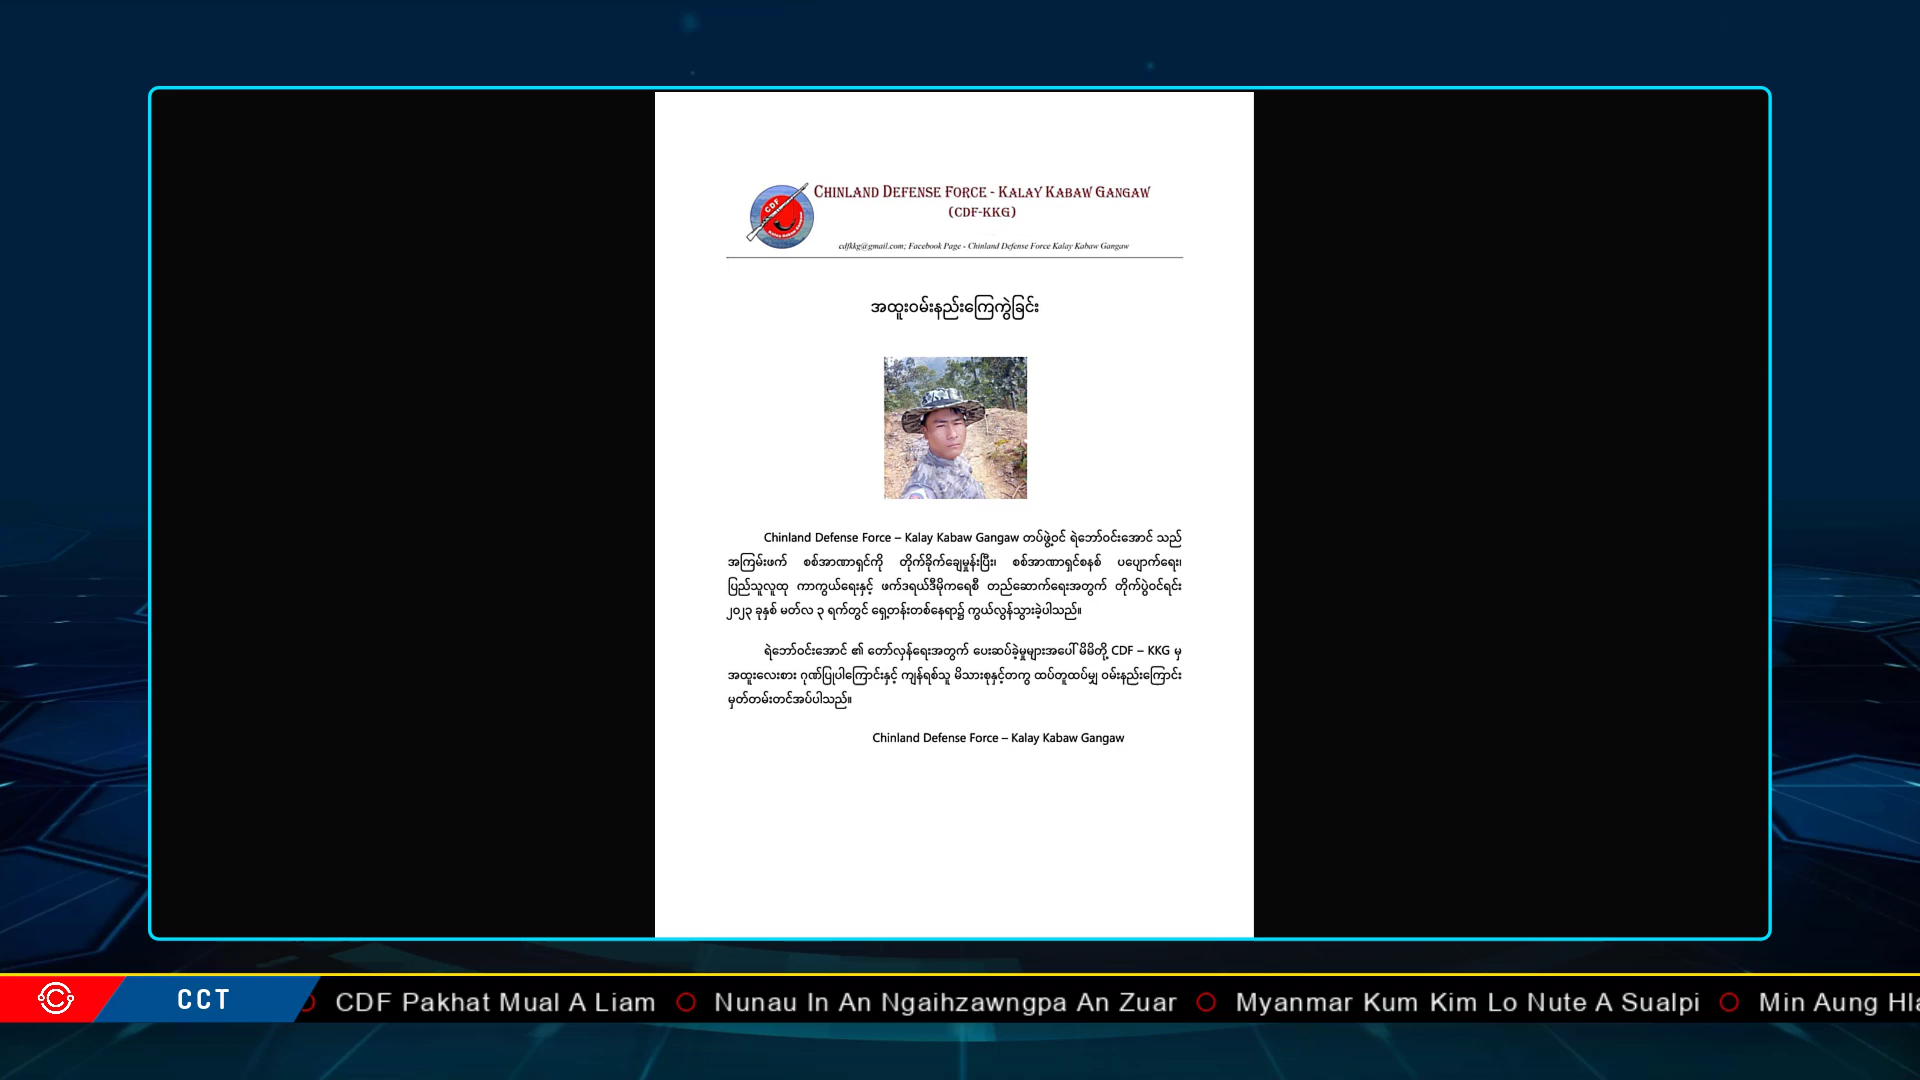 CHINLAND DEFENSE FORCE - KALAY KABAW GANGAW
(CDF-KKG)
CDF
cdfkkg@gmail.com; Facebook Page - Chinland Defense Force Kalay Kabaw Gangaw
အထူးဝမ်းနည်းကြေကွဲခြင်း
Chinland Defense Force – Kalay Kabaw Gangaw တပ်ဖွဲ့ဝင် ရဲဘော်ဝင်းအောင် သည်
အကြမ်းဖက် စစ်အာဏာရှင်ကို တိုက်ခိုက်ချေမှုန်းပြီး၊ စစ်အာဏာရှင်စနစ် ပပျောက်ရေး၊
ပြည်သူလူထု ကာကွယ်ရေးနှင့် ဖက်ဒရယ်ဒီမိုကရေစီ တည်ဆောက်ရေးအတွက် တိုက်ပွဲဝင်ရင်း
၂၀၂၃ ခုနှစ် မတ်လ ၃ ရက်တွင် ရှေ့တန်းတစ်နေရာ၌ ကွယ်လွန်သွားခဲ့ပါသည်။
ရဲဘော်ဝင်းအောင် ၏ တော်လှန်ရေးအတွက် ပေးဆပ်ခဲ့မှုများအပေါ် မိမိတို့ CDF – KKG မှ
အထူးလေးစား ဂုဏ်ပြုပါကြောင်းနှင့် ကျန်ရစ်သူ မိသားစုနှင့်တကွ ထပ်တူထပ်မျှ ဝမ်းနည်းကြောင်း
မှတ်တမ်းတင်အပ်ပါသည်။
Chinland Defense Force – Kalay Kabaw Gangaw
CCT
CDF Pakhat Mual A Liam
Nunau In An Ngaihzawngpa An Zuar
Myanmar Kum Kim Lo Nute A Sualpi
Min Aung Hla